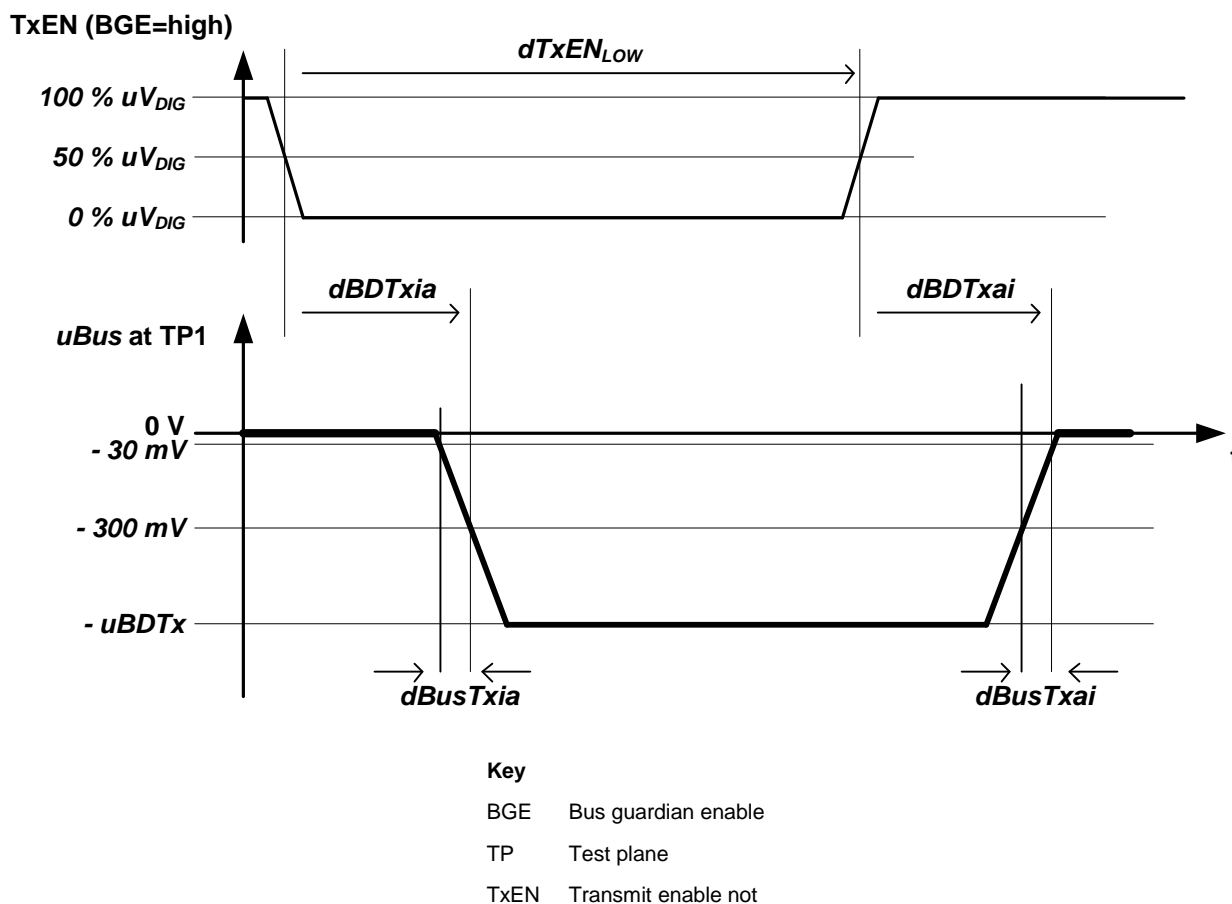 TxEN (BGE=high)
dTxEN_LOW
100 % uV_DIG
50 % uV_DIG
0 % uV_DIG
dBDTxia
dBDTxai
uBus at TP1
0 V
- 30 mV
- 300 mV
- uBDTx
dBusTxia
dBusTxai
Key
BGE Bus guardian enable
TP Test plane
TxEN Transmit enable not